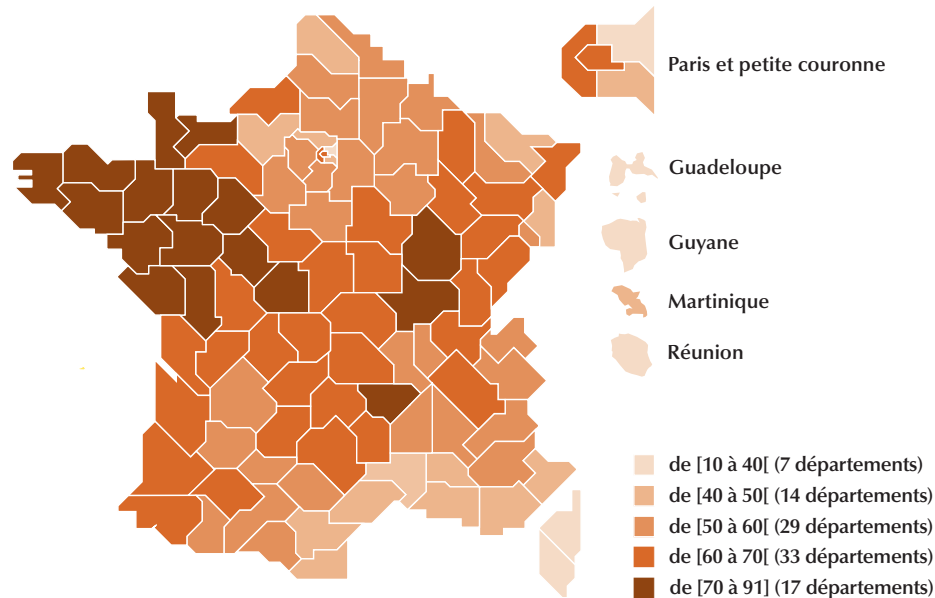 Paris et petite couronne
Guadeloupe
Guyane
Martinique
Réunion
de [10 à 40[ (7 départements)
de [40 à 50[ (14 départements)
de [50 à 60[ (29 départements)
de [60 à 70[ (33 départements)
de [70 à 91] (17 départements)